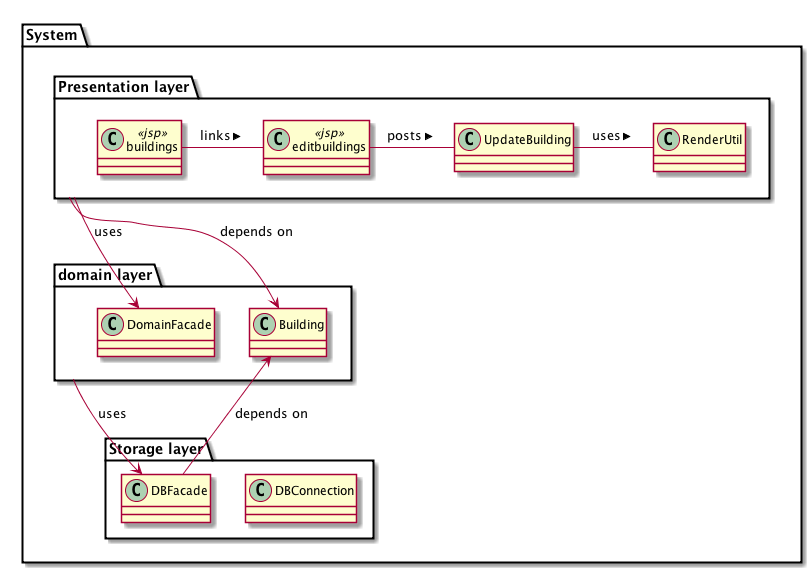 System
Presentation layer
C «jsp» buildings
links ▶
C «jsp» editbuildings
posts ▶
C UpdateBuilding
uses ▶
C RenderUtil
uses
depends on
domain layer
C DomainFacade
C Building
uses
depends on
Storage layer
C DBFacade
C DBConnection